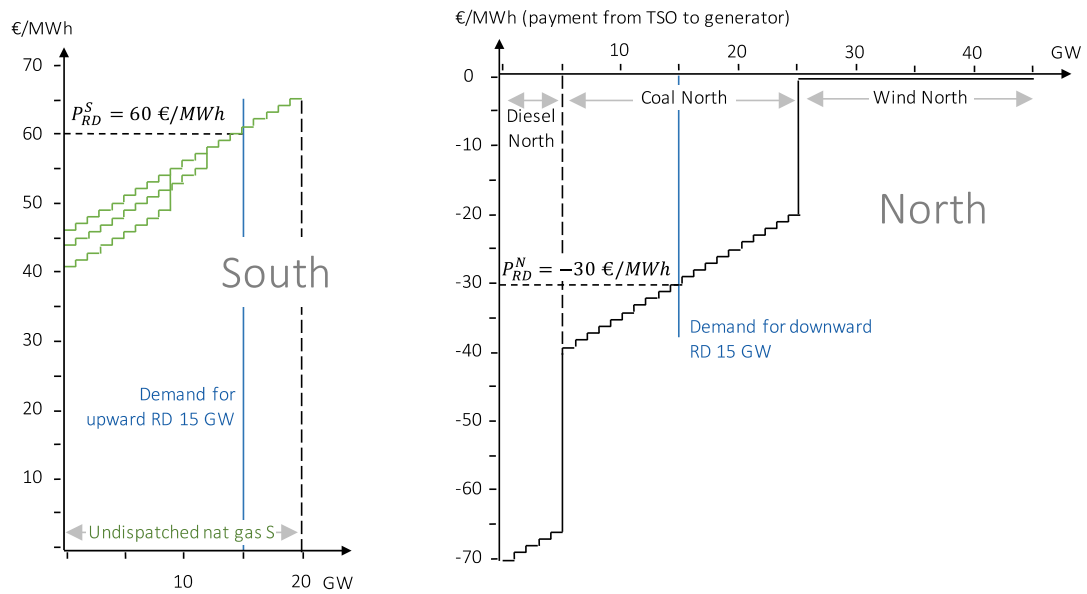 €/MWh
70
60
50
40
30
20
10
P_RD^S = 60 €/MWh
South
Demand for
upward RD 15 GW
Undispatched nat gas S
10
20
GW
€/MWh (payment from TSO to generator)
10
20
30
40
GW
0
-10
-20
-30
-40
-50
-60
-70
Diesel
North
Coal North
Wind North
North
P_RD^N = −30 €/MWh
Demand for downward
RD 15 GW